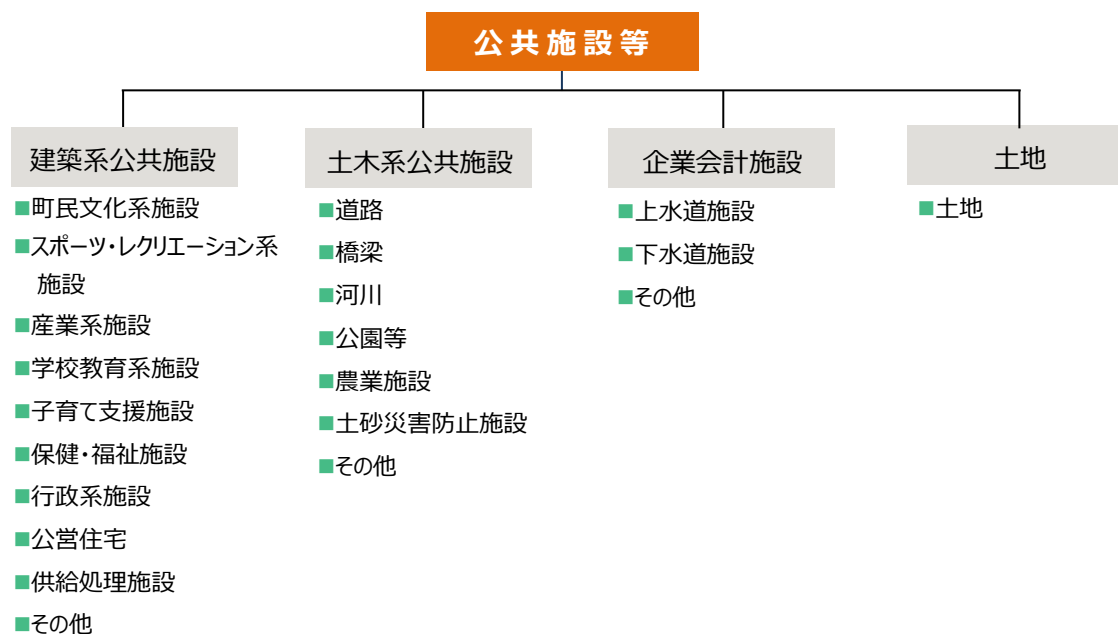 公共施設等
建築系公共施設
■町民文化系施設
■スポーツ・レクリエーション系
施設
■産業系施設
■学校教育系施設
■子育て支援施設
■保健・福祉施設
■行政系施設
■公営住宅
■供給処理施設
■その他
土木系公共施設
■道路
■橋梁
■河川
■公園等
■農業施設
■土砂災害防止施設
■その他
企業会計施設
■上水道施設
■下水道施設
■その他
土地
■土地